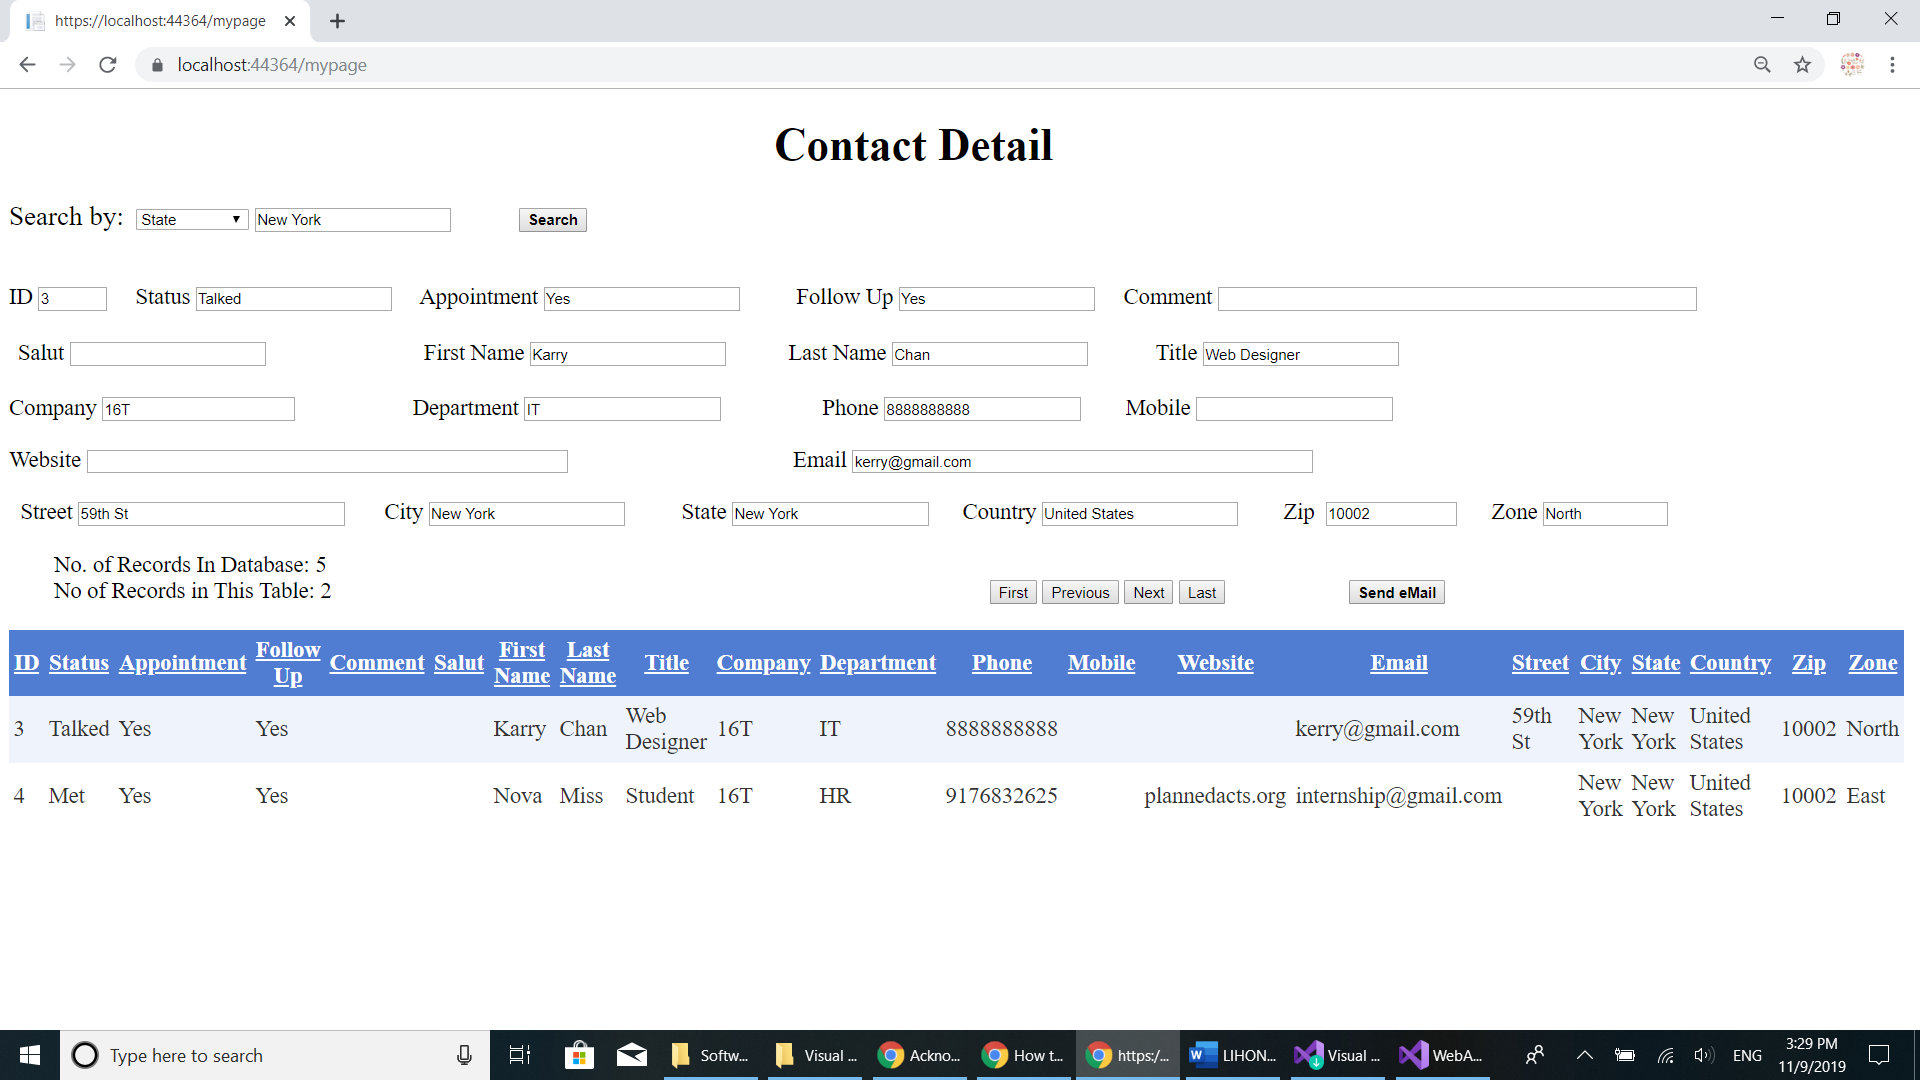 https://localhost:44364/mypage
localhost:44364/mypage
Contact Detail
Search by: State New York Search
ID 3 Status Talked Appointment Yes Follow Up Yes Comment
Salut First Name Karry Last Name Chan Title Web Designer
Company 16T Department IT Phone 8888888888 Mobile
Website Email kerry@gmail.com
Street 59th St City New York State New York Country United States Zip 10002 Zone North
No. of Records In Database: 5
No of Records in This Table: 2
First Previous Next Last Send eMail
ID Status Appointment Follow Up Comment Salut First Name Last Name Title Company Department Phone Mobile Website Email Street City State Country Zip Zone
3 Talked Yes Yes Karry Chan Web Designer 16T IT 8888888888 kerry@gmail.com 59th St New York New York United States 10002 North
4 Met Yes Yes Nova Miss Student 16T HR 9176832625 plannedacts.org internship@gmail.com New York New York United States 10002 East
Type here to search Softw... Visual ... Ackno... How t... https:/... LIHON... Visual ... WebA... ENG 3:29 PM
11/9/2019